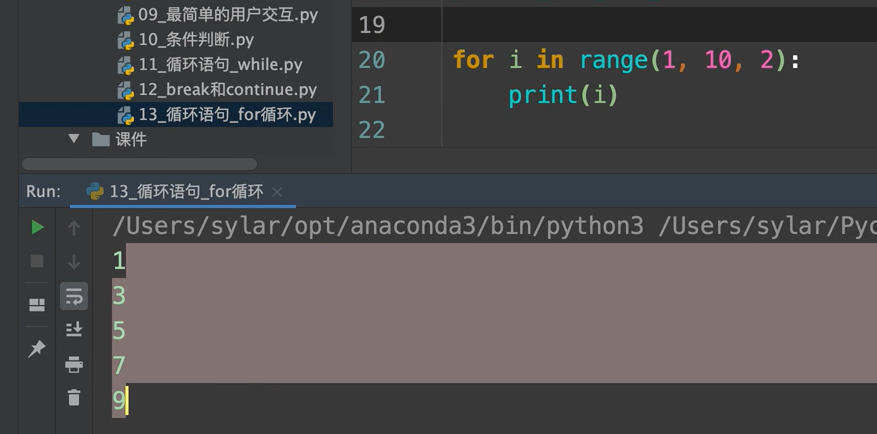 09_最简单的用户交互.py
10_条件判断.py
11_循环语句_while.py
12_break和continue.py
13_循环语句_for循环.py
课件
19
20 for i in range(1, 10, 2):
21 print(i)
22
Run: 13_循环语句_for循环 ×
/Users/sylar/opt/anaconda3/bin/python3 /Users/sylar/Pyc
1
3
5
7
9